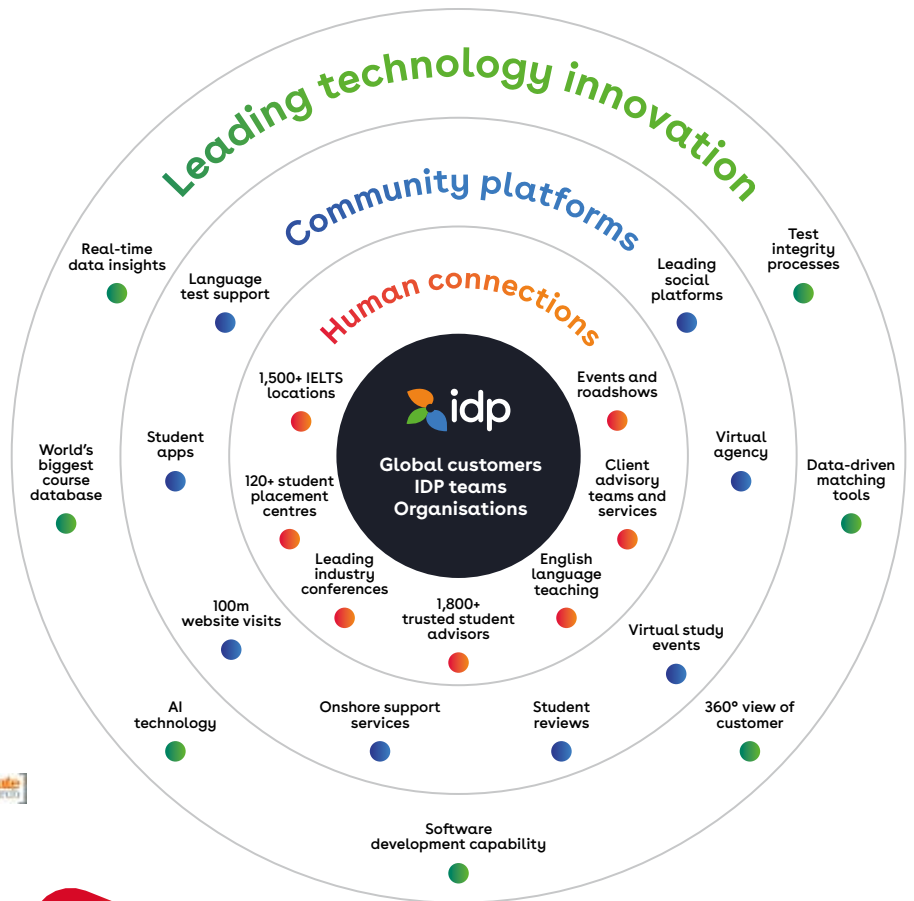 Leading technology innovation
Community platforms
Human connections
Real-time
data insights
Test
integrity
processes
Language
test support
Leading
social
platforms
1,500+ IELTS
locations
Events and
roadshows
idp
Global customers
IDP teams
Organisations
World's
biggest
course
database
Student
apps
120+ student
placement
centres
Client
advisory
teams and
services
Virtual
agency
Data-driven
matching
tools
Leading
industry
conferences
1,800+
trusted student
advisors
English
language
teaching
100m
website visits
Virtual study
events
AI
technology
Onshore support
services
Student
reviews
360° view of
customer
Software
development capability